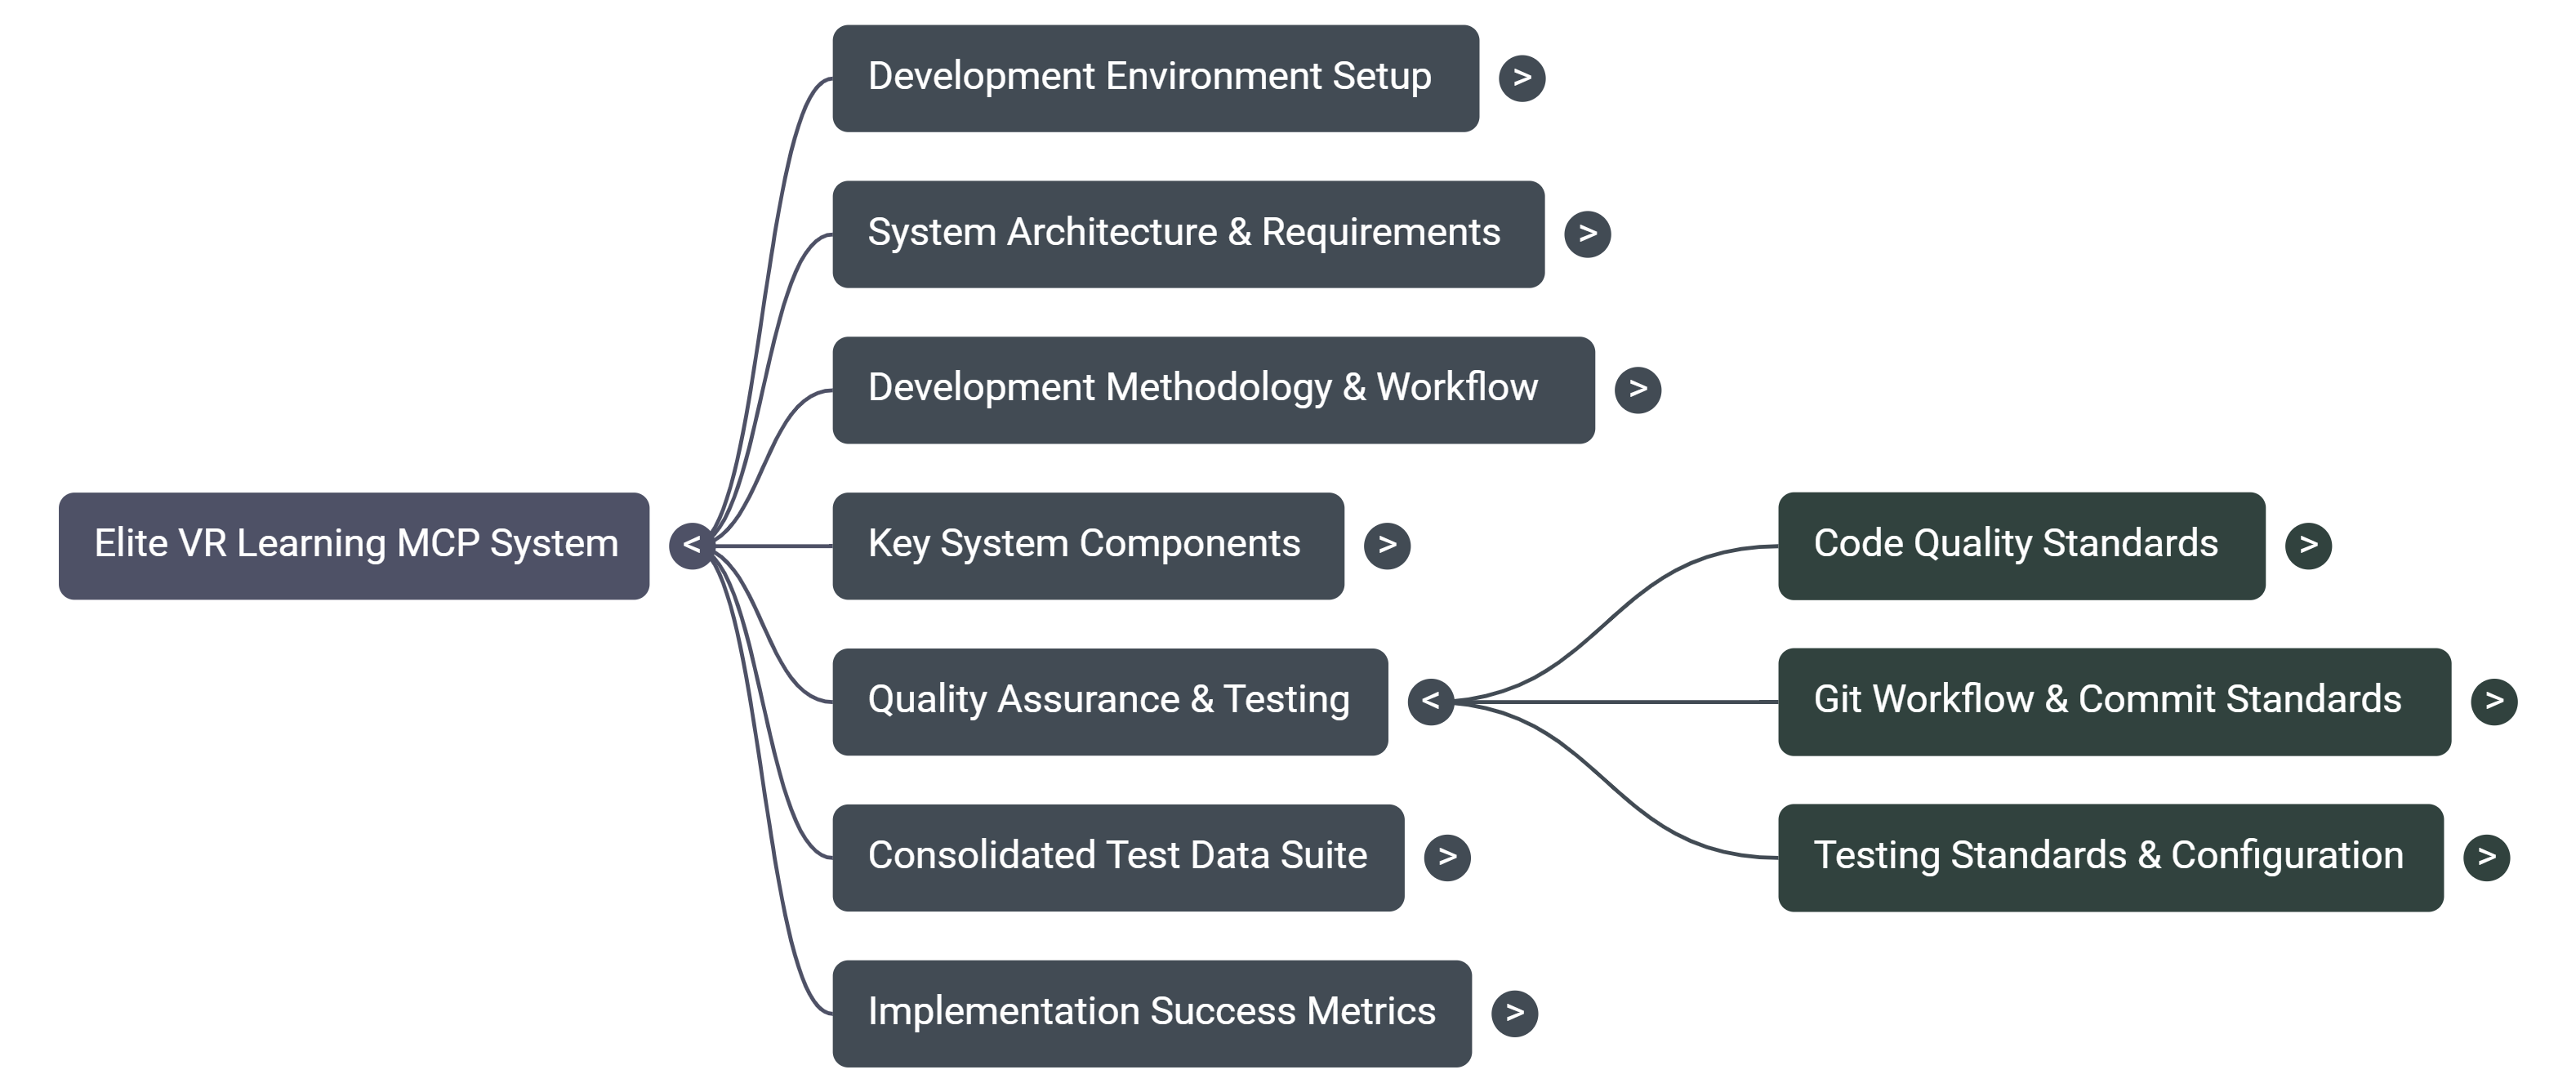 Development Environment Setup >
System Architecture & Requirements >
Development Methodology & Workflow >
Elite VR Learning MCP System <
Key System Components >
Code Quality Standards >
Quality Assurance & Testing <
Git Workflow & Commit Standards >
Consolidated Test Data Suite >
Testing Standards & Configuration >
Implementation Success Metrics >